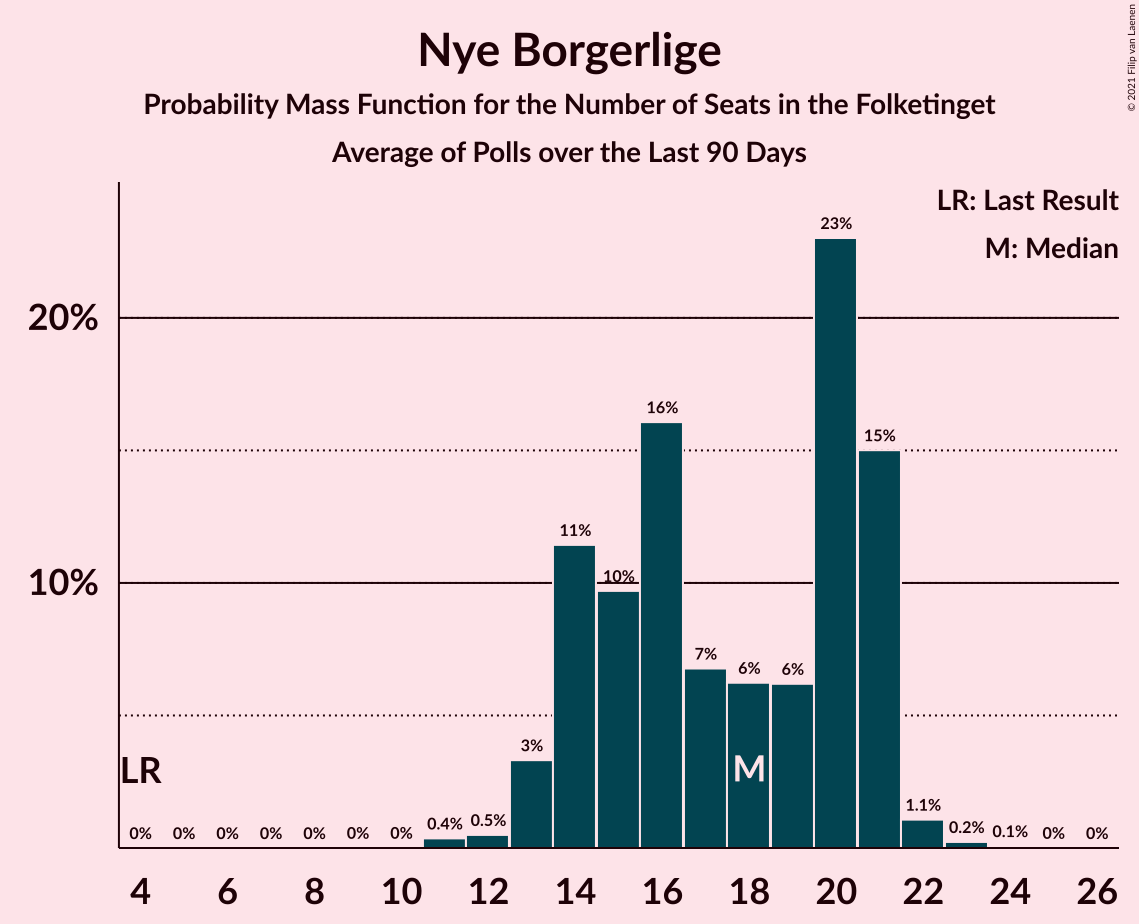 Nye Borgerlige
Probability Mass Function for the Number of Seats in the Folketinget
Average of Polls over the Last 90 Days
© 2021 Filip van Laenen
LR: Last Result
M: Median
23%
20%
16%
15%
11%
10%
10%
7%
6%
6%
3%
LR
M
0%
0%
0%
0%
0%
0%
0%
0.4%
0.5%
1.1%
0.2%
0.1%
0%
0%
4 6 8 10 12 14 16 18 20 22 24 26